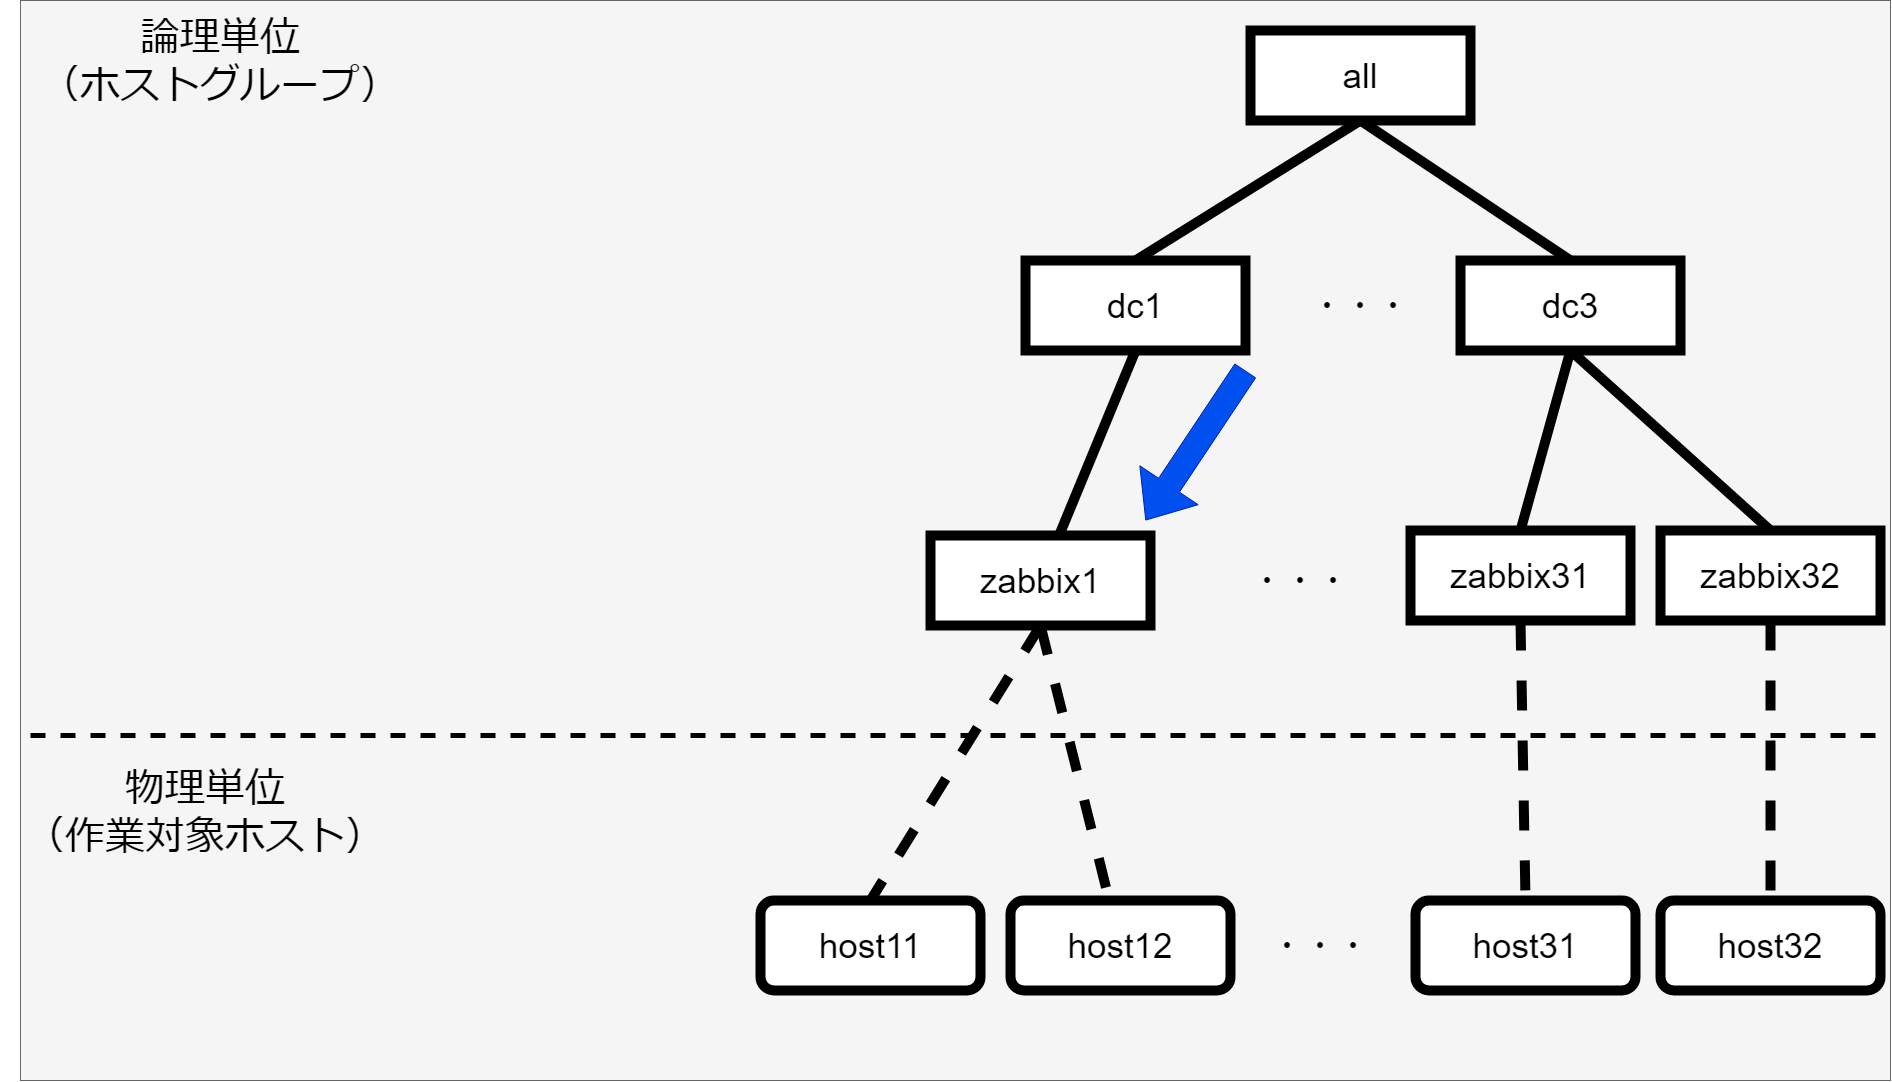 論理単位
（ホストグループ）
all
dc1
・・・
dc3
zabbix1
・・・
zabbix31
zabbix32
物理単位
（作業対象ホスト）
host11
host12
・・・
host31
host32